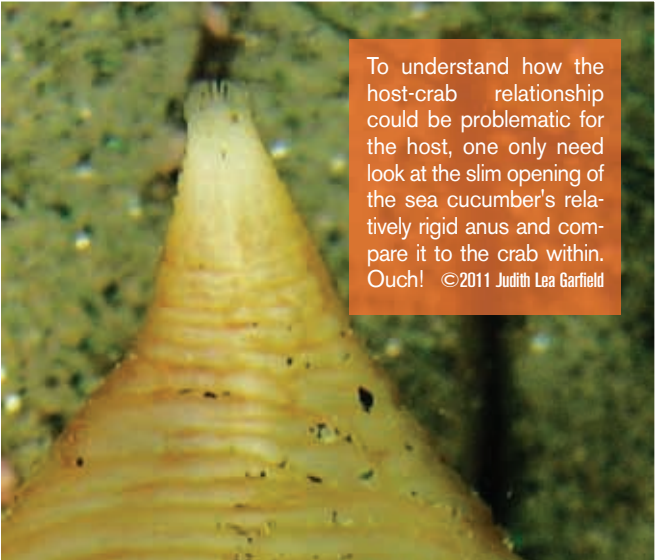 To understand how the
host-crab relationship
could be problematic for
the host, one only need
look at the slim opening of
the sea cucumber's rela-
tively rigid anus and com-
pare it to the crab within.
Ouch! ©2011 Judith Lea Garfield